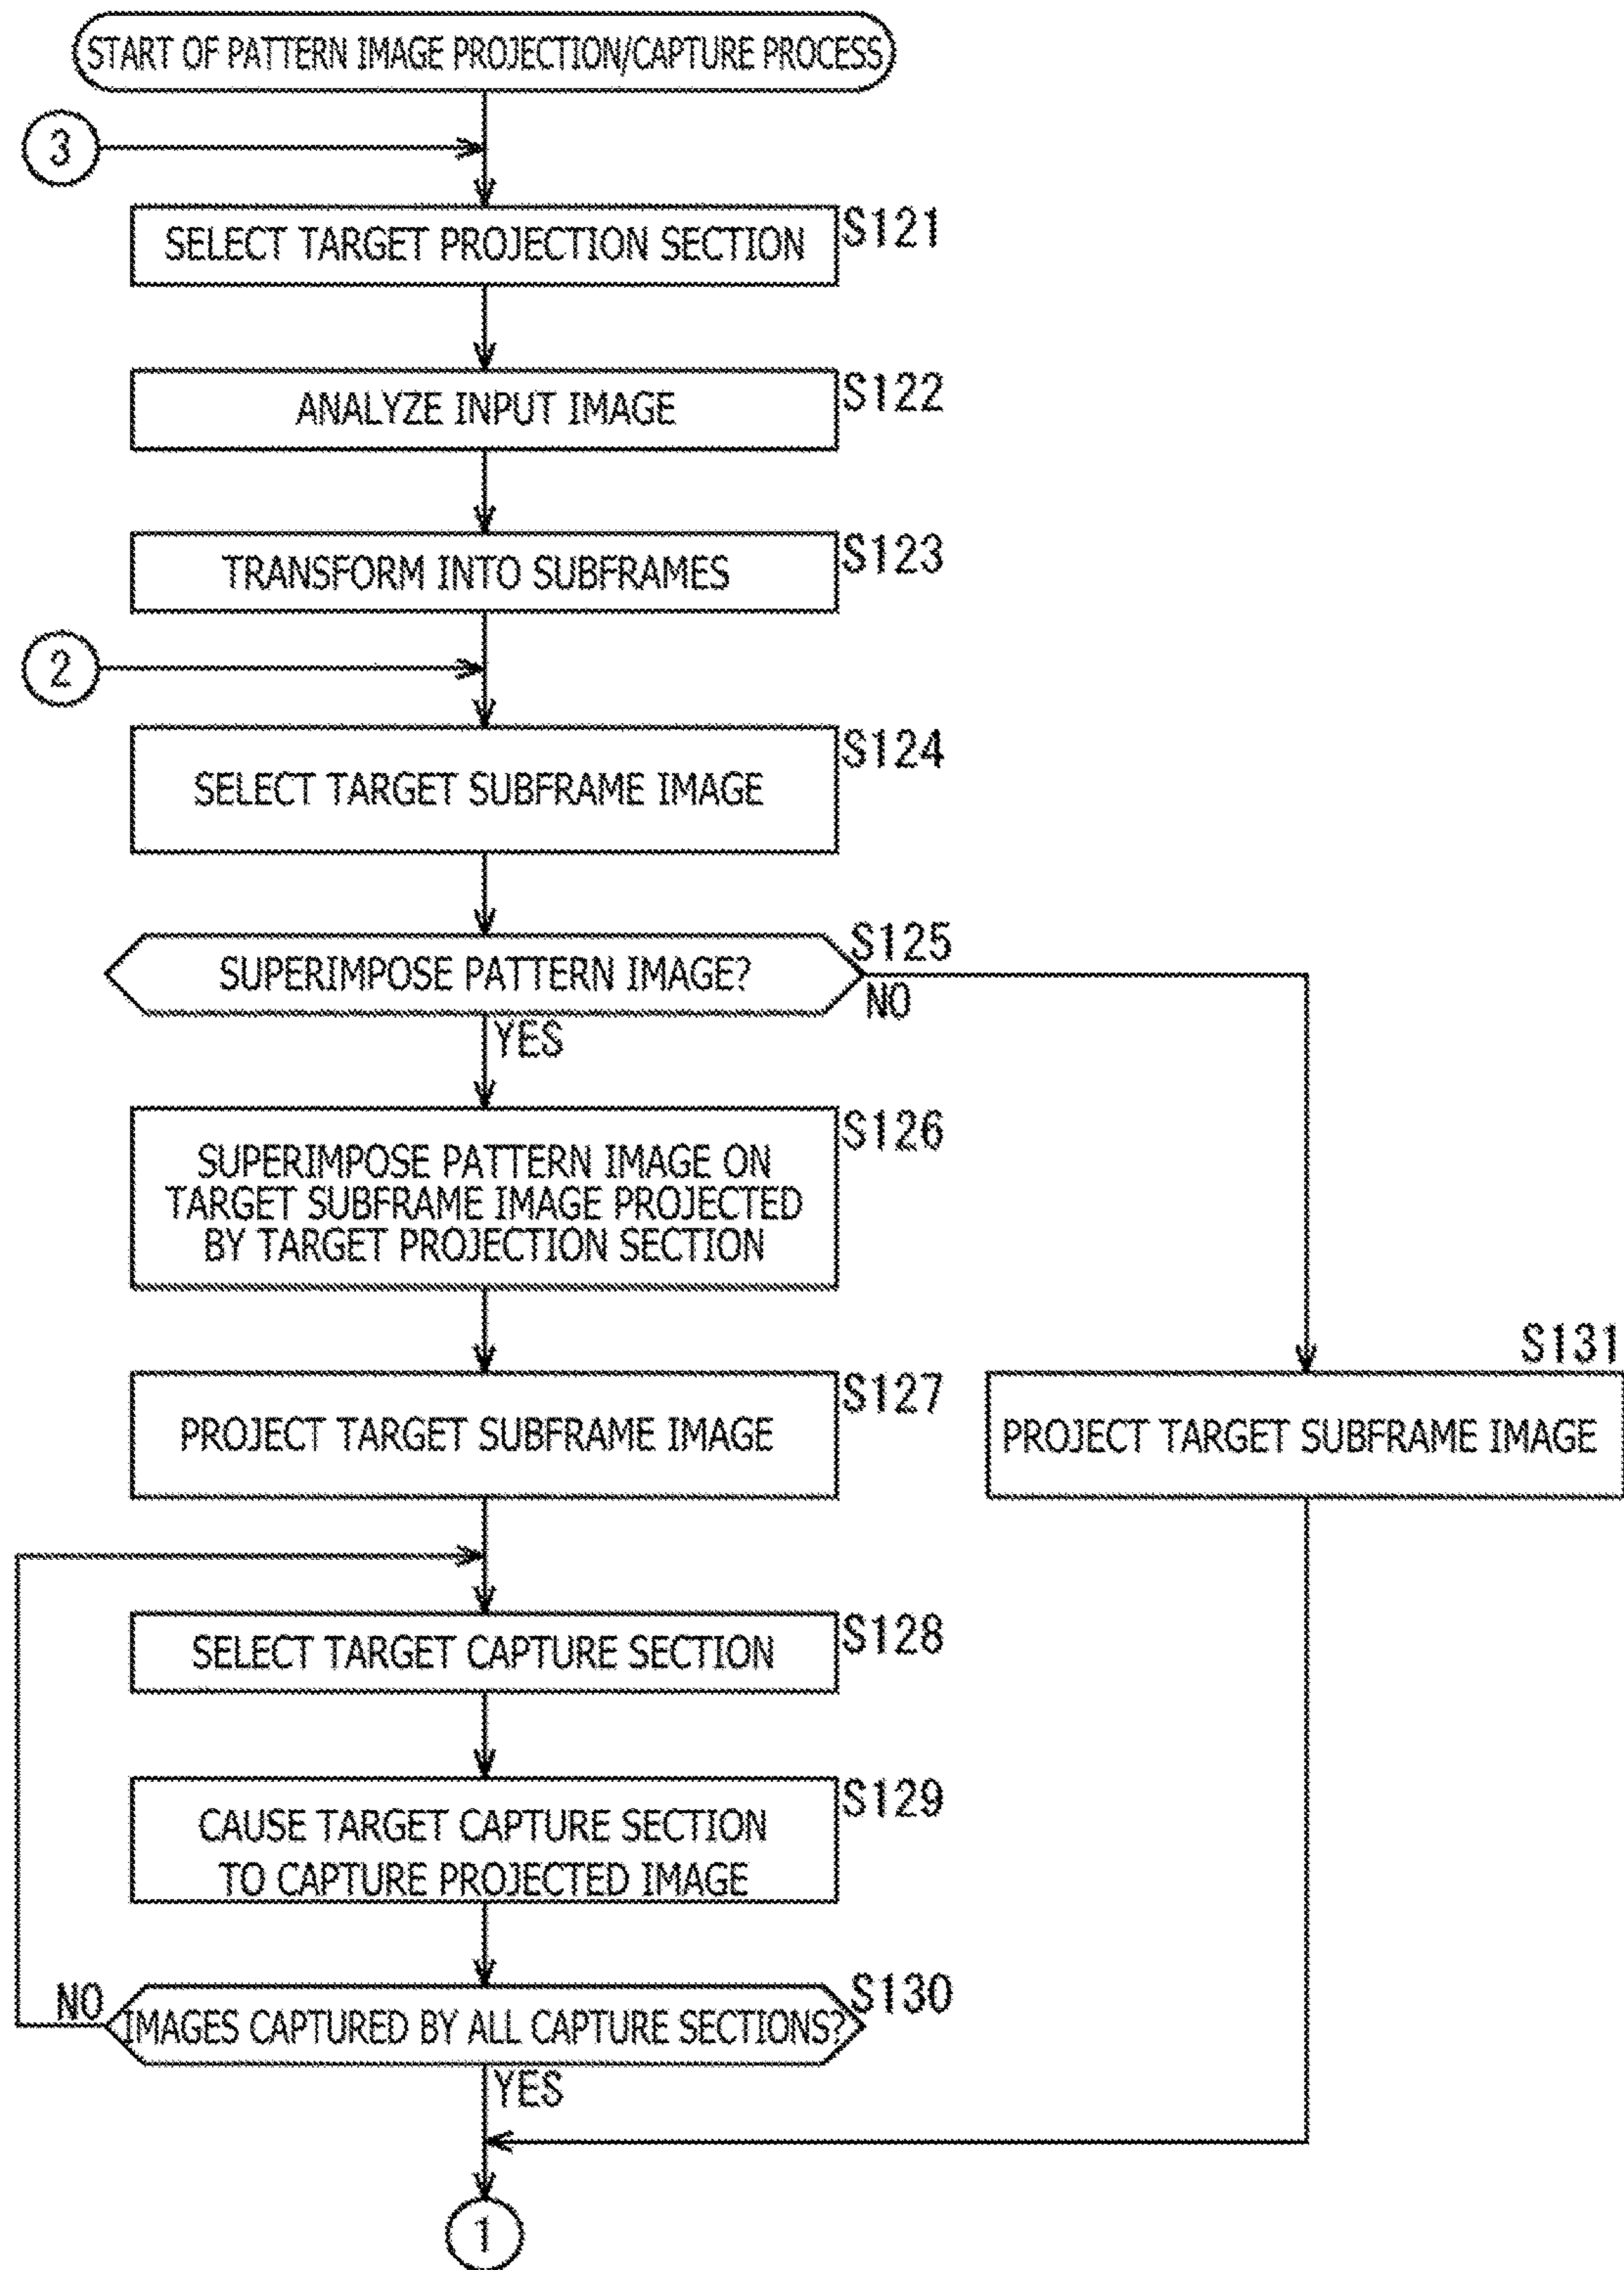 START OF PATTERN IMAGE PROJECTION/CAPTURE PROCESS
3
SELECT TARGET PROJECTION SECTION
S121
ANALYZE INPUT IMAGE
S122
TRANSFORM INTO SUBFRAMES
S123
2
SELECT TARGET SUBFRAME IMAGE
S124
SUPERIMPOSE PATTERN IMAGE?
S125
NO
YES
SUPERIMPOSE PATTERN IMAGE ON
TARGET SUBFRAME IMAGE PROJECTED
BY TARGET PROJECTION SECTION
S126
PROJECT TARGET SUBFRAME IMAGE
S127
S131
PROJECT TARGET SUBFRAME IMAGE
SELECT TARGET CAPTURE SECTION
S128
CAUSE TARGET CAPTURE SECTION
TO CAPTURE PROJECTED IMAGE
S129
NO
IMAGES CAPTURED BY ALL CAPTURE SECTIONS?
S130
YES
1